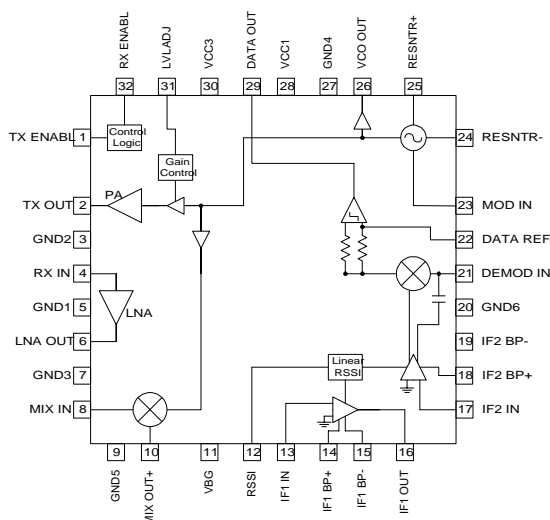 RX ENABL
LVLADJ
VCC3
DATA OUT
VCC1
GND4
VCO OUT
RESNTR+
32
31
30
29
28
27
26
25
TX ENABL 1
Control
Logic
24 RESNTR-
Gain
Control
PA
TX OUT 2
23 MOD IN
GND2 3
22 DATA REF
RX IN 4
21 DEMOD IN
GND1 5
LNA
20 GND6
LNA OUT 6
19 IF2 BP-
Linear
RSSI
GND3 7
18 IF2 BP+
MIX IN 8
17 IF2 IN
9
10
11
12
13
14
15
16
GND5
MIX OUT+
VBG
RSSI
IF1 IN
IF1 BP+
IF1 BP-
IF1 OUT